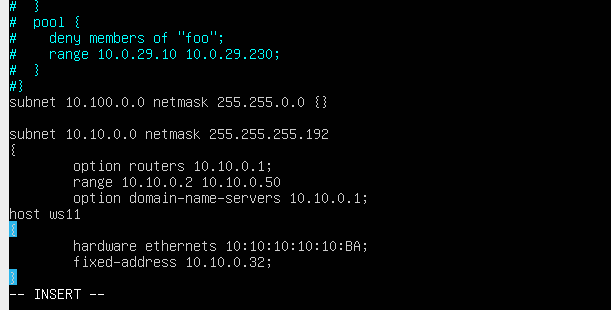 #  }
#  pool {
#    deny members of "foo";
#    range 10.0.29.10 10.0.29.230;
#  }
#}
subnet 10.100.0.0 netmask 255.255.0.0 {}
subnet 10.10.0.0 netmask 255.255.255.192
{
        option routers 10.10.0.1;
        range 10.10.0.2 10.10.0.50
        option domain-name-servers 10.10.0.1;
host ws11
{
        hardware ethernets 10:10:10:10:10:BA;
        fixed-address 10.10.0.32;
}
-- INSERT --